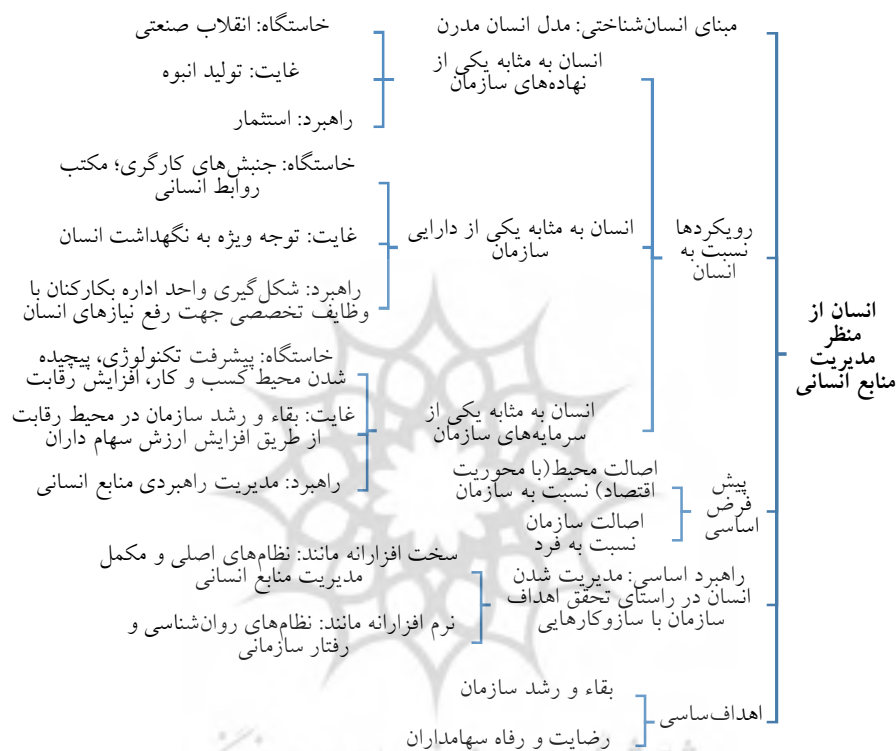 انسان از
منظر
مدیریت
منابع انسانی
مبنای انسان‌شناختی: مدل انسان مدرن
رویکردها
نسبت به
انسان
انسان به مثابه یکی از
نهاده‌های سازمان
خاستگاه: انقلاب صنعتی
غایت: تولید انبوه
راهبرد: استثمار
انسان به مثابه یکی از دارایی
سازمان
خاستگاه: جنبش‌های کارگری؛ مکتب
روابط انسانی
غایت: توجه ویژه به نگهداشت انسان
راهبرد: شکل‌گیری واحد اداره بکارکنان با
وظایف تخصصی جهت رفع نیازهای انسان
انسان به مثابه یکی از
سرمایه‌های سازمان
خاستگاه: پیشرفت تکنولوژی، پیچیده
شدن محیط کسب و کار، افزایش رقابت
غایت: بقاء و رشد سازمان در محیط رقابت
از طریق افزایش ارزش سهام داران
راهبرد: مدیریت راهبردی منابع انسانی
پیش
فرض
اساسی
اصالت محیط(با محوریت
اقتصاد) نسبت به سازمان
اصالت سازمان
نسبت به فرد
راهبرد اساسی: مدیریت شدن
انسان در راستای تحقق اهداف
سازمان با سازوکارهایی
سخت افزارانه مانند: نظام‌های اصلی و مکمل
مدیریت منابع انسانی
نرم افزارانه مانند: نظام‌های روان‌شناسی و
رفتار سازمانی
اهداف‌ساسی
بقاء و رشد سازمان
رضایت و رفاه سهامداران